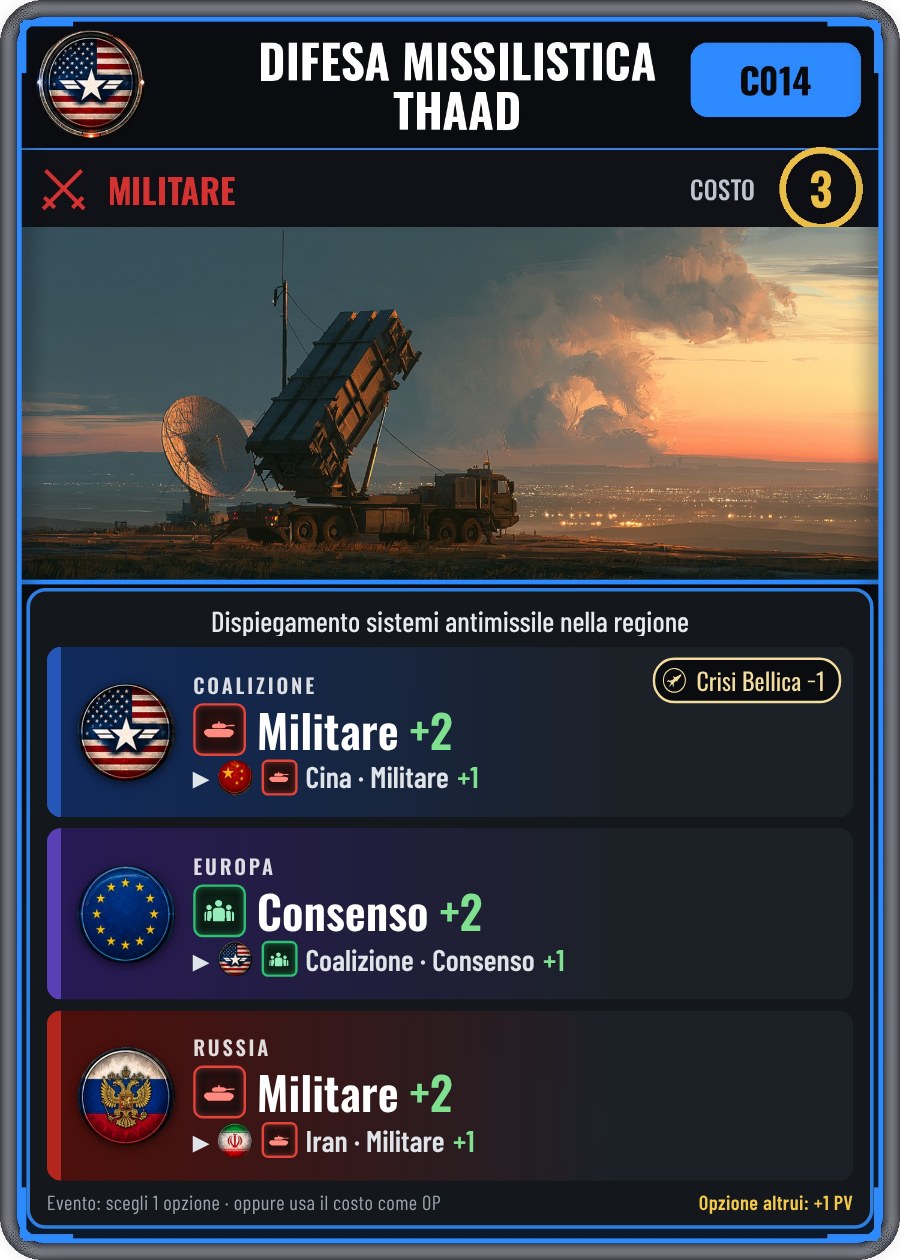 DIFESA MISSILISTICA
THAAD
C014
MILITARE
COSTO
3
Dispiegamento sistemi antimissile nella regione
COALIZIONE
Crisi Bellica -1
Militare +2
▶ Cina · Militare +1
EUROPA
Consenso +2
▶ Coalizione · Consenso +1
RUSSIA
Militare +2
▶ Iran · Militare +1
Evento: scegli 1 opzione · oppure usa il costo come OP
Opzione altrui: +1 PV